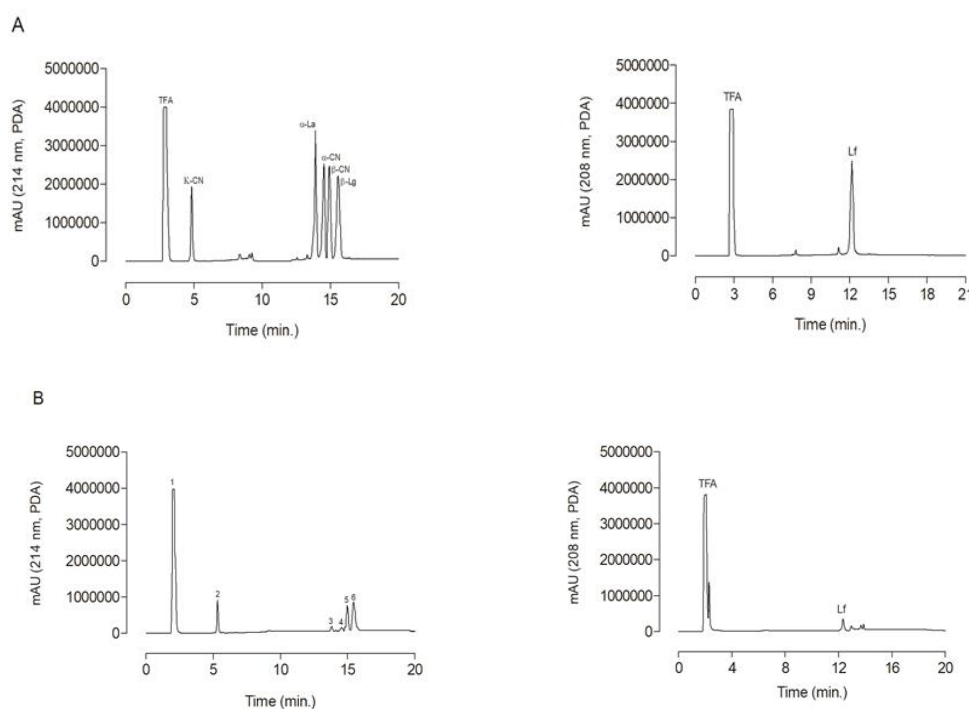 A
5000000
4000000
3000000
2000000
1000000
0
mAU (214 nm, PDA)
TFA
K-CN
α-La
α-CN
β-CN
β-Lg
0 5 10 15 20
Time (min.)
5000000
4000000
3000000
2000000
1000000
0
mAU (208 nm, PDA)
TFA
Lf
0 3 6 9 12 15 18 21
Time (min.)
B
5000000
4000000
3000000
2000000
1000000
0
mAU (214 nm, PDA)
1
2
3
4
5
6
0 5 10 15 20
Time (min.)
5000000
4000000
3000000
2000000
1000000
0
mAU (208 nm, PDA)
TFA
Lf
0 4 8 12 16 20
Time (min.)